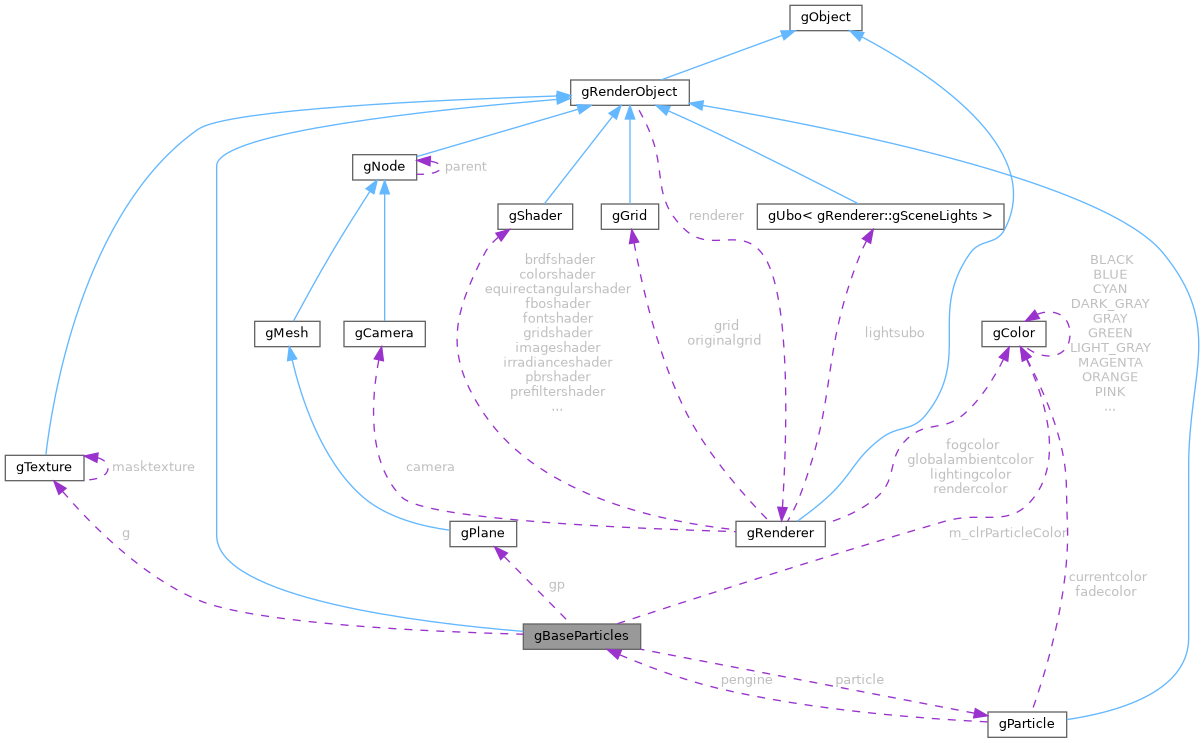 gObject
gRenderObject
gNode
parent
gShader
gGrid
renderer
gUbo< gRenderer::gSceneLights >
brdfshader
colorshader
equirectangularshader
fboshader
fontshader
gridshader
imageshader
irradianceshader
pbrshader
prefiltershader
...
BLACK
BLUE
CYAN
DARK_GRAY
GRAY
GREEN
LIGHT_GRAY
MAGENTA
ORANGE
PINK
...
gMesh
gCamera
grid
originalgrid
lightsubo
gColor
gTexture
masktexture
camera
fogcolor
globalambientcolor
lightingcolor
rendercolor
g
gPlane
gRenderer
m_clrParticleColor
gp
currentcolor
fadecolor
gBaseParticles
pengine
particle
gParticle